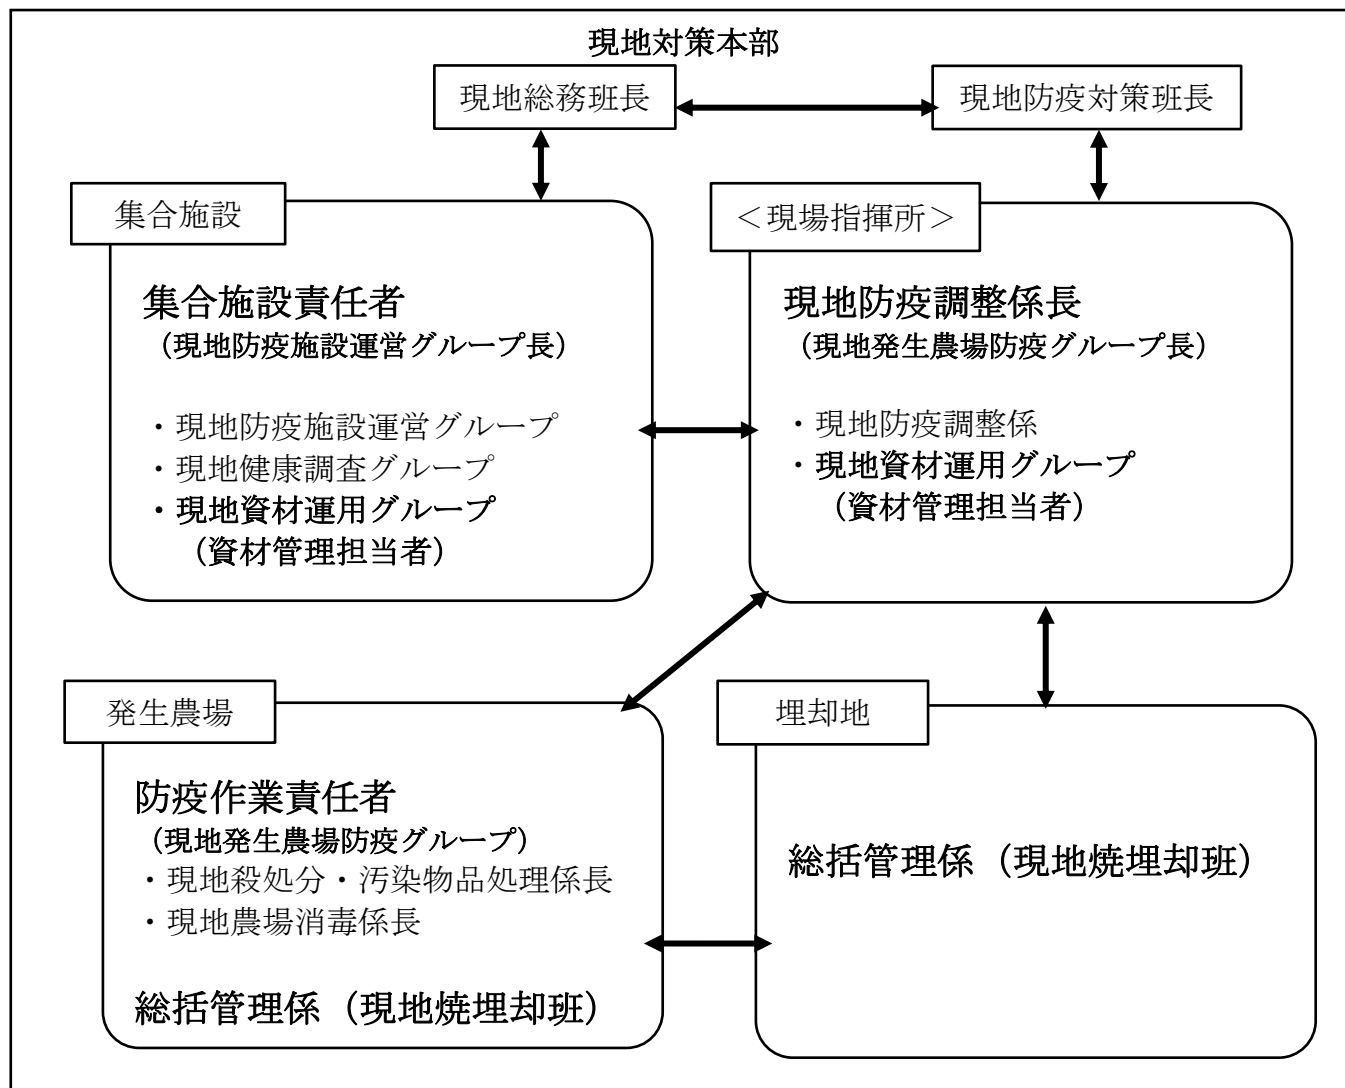 現地対策本部
現地総務班長
現地防疫対策班長
集合施設
集合施設責任者
（現地防疫施設運営グループ長）
・現地防疫施設運営グループ
・現地健康調査グループ
・現地資材運用グループ
（資材管理担当者）
＜現場指揮所＞
現地防疫調整係長
（現地発生農場防疫グループ長）
・現地防疫調整係
・現地資材運用グループ
（資材管理担当者）
発生農場
防疫作業責任者
（現地発生農場防疫グループ）
・現地殺処分・汚染物品処理係長
・現地農場消毒係長
総括管理係（現地焼埋却班）
埋却地
総括管理係（現地焼埋却班）